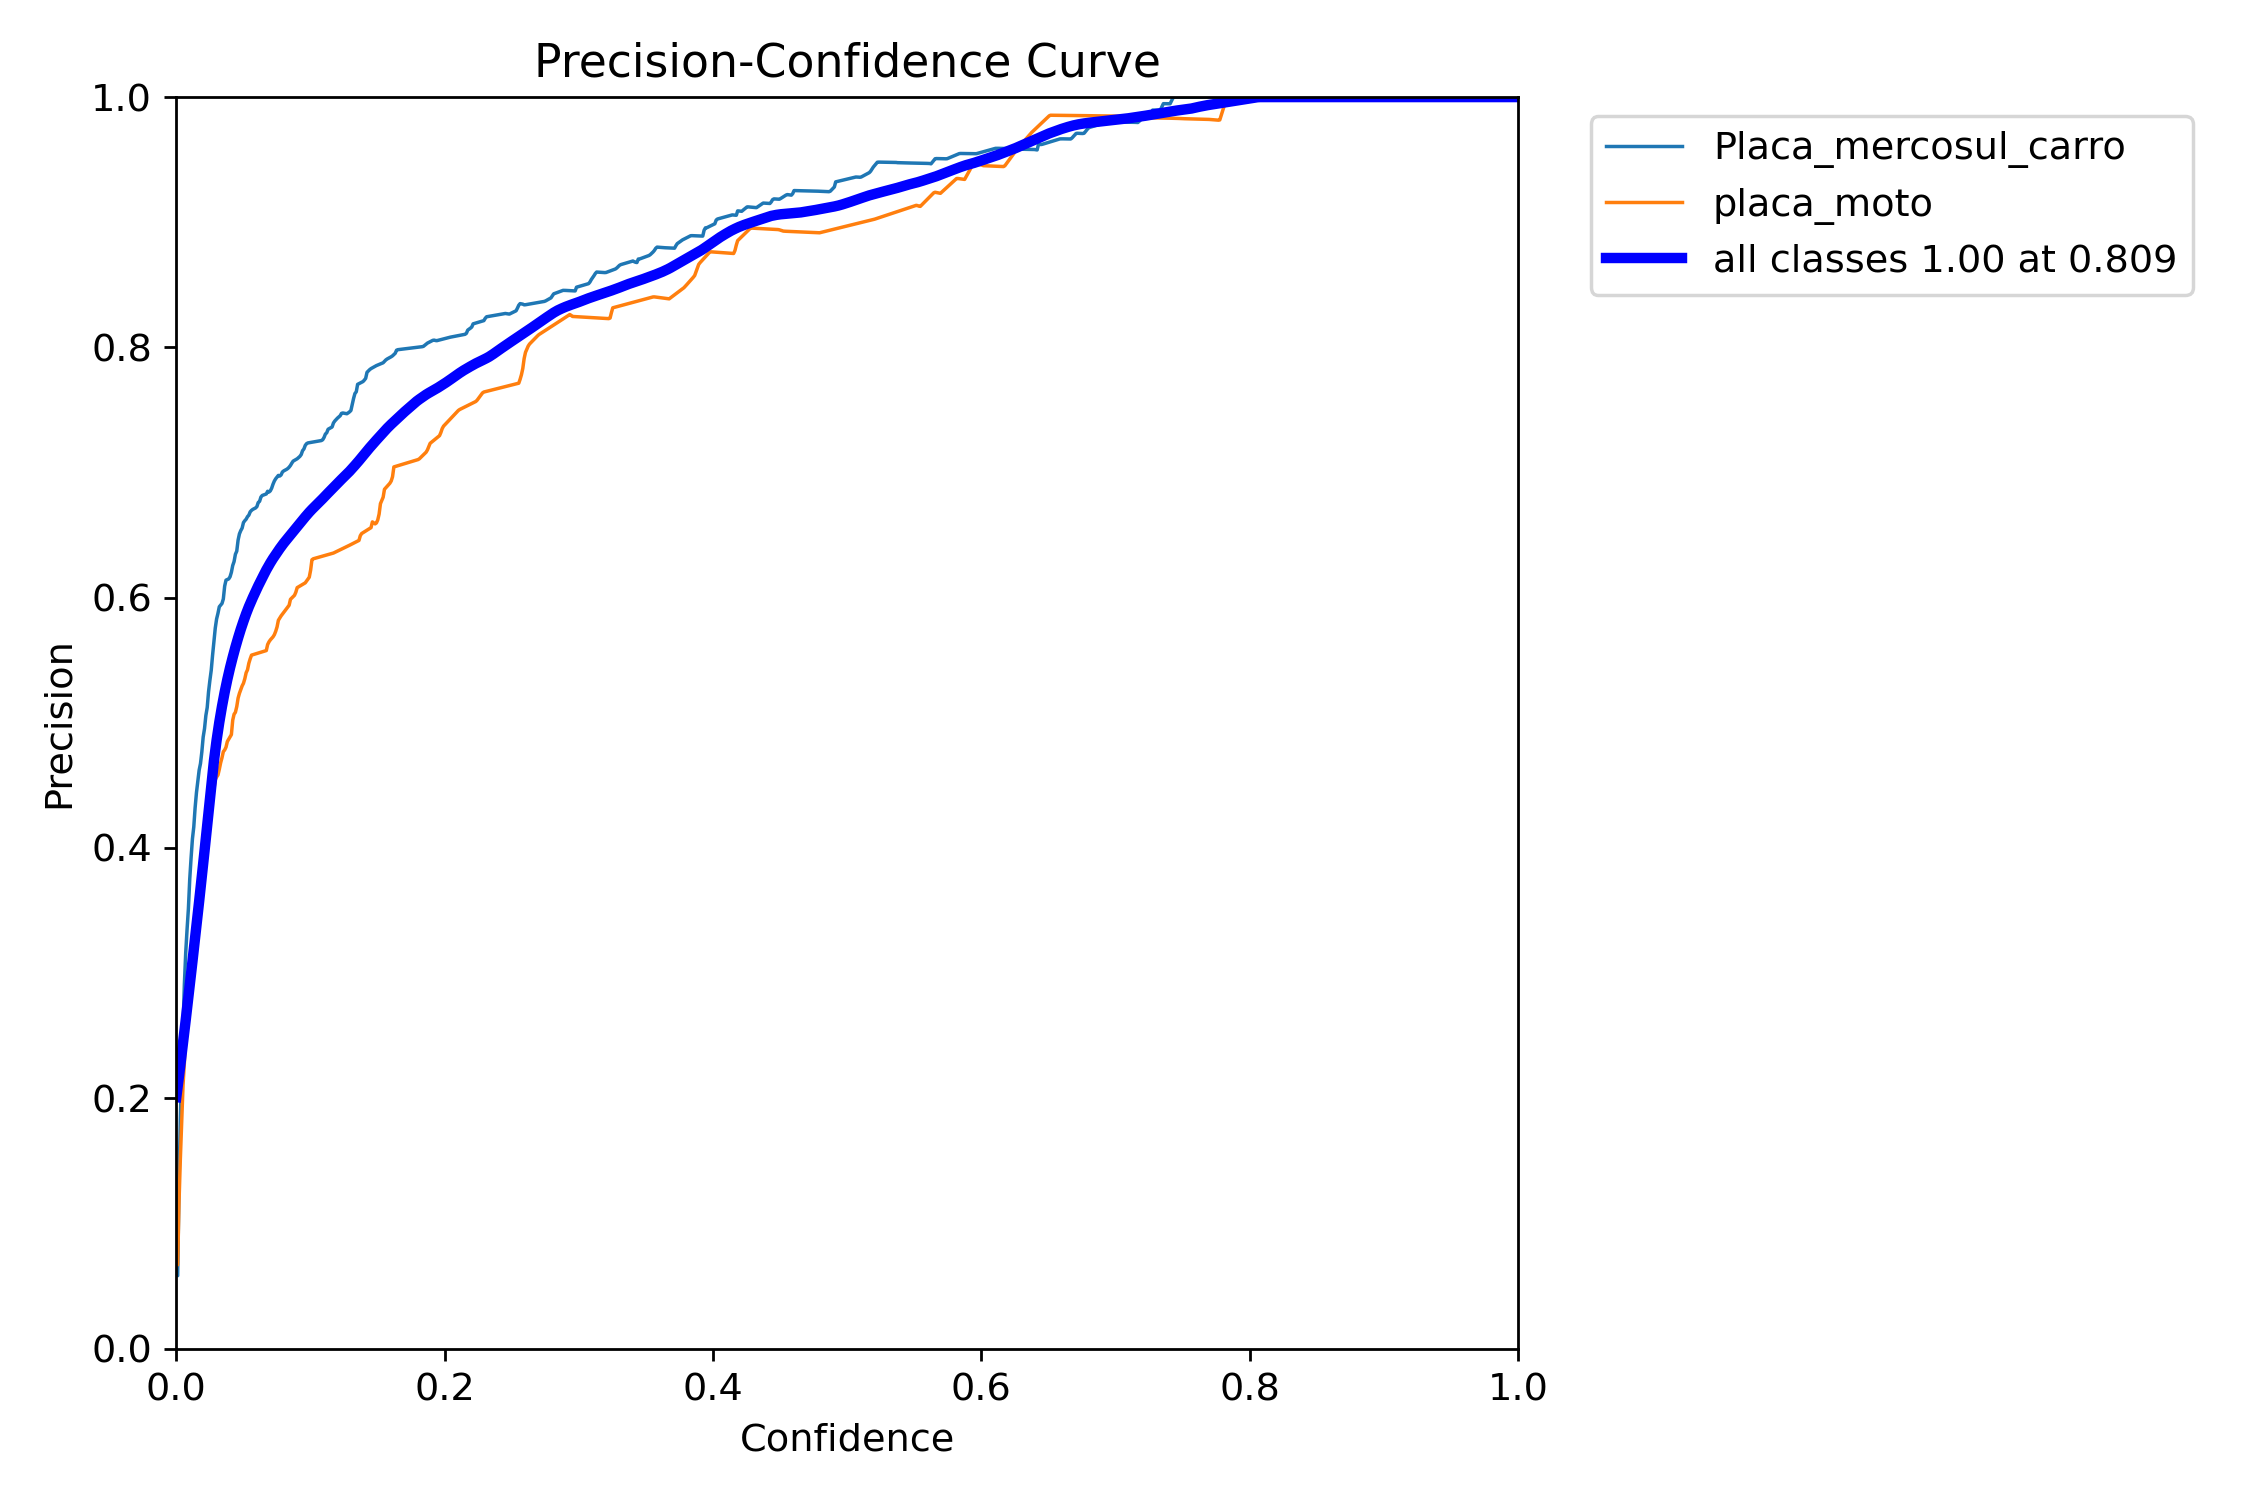 Precision-Confidence Curve
1.0
0.8
0.6
0.4
0.2
0.0
Precision
0.0 0.2 0.4 0.6 0.8 1.0
Confidence
Placa_mercosul_carro
placa_moto
all classes 1.00 at 0.809